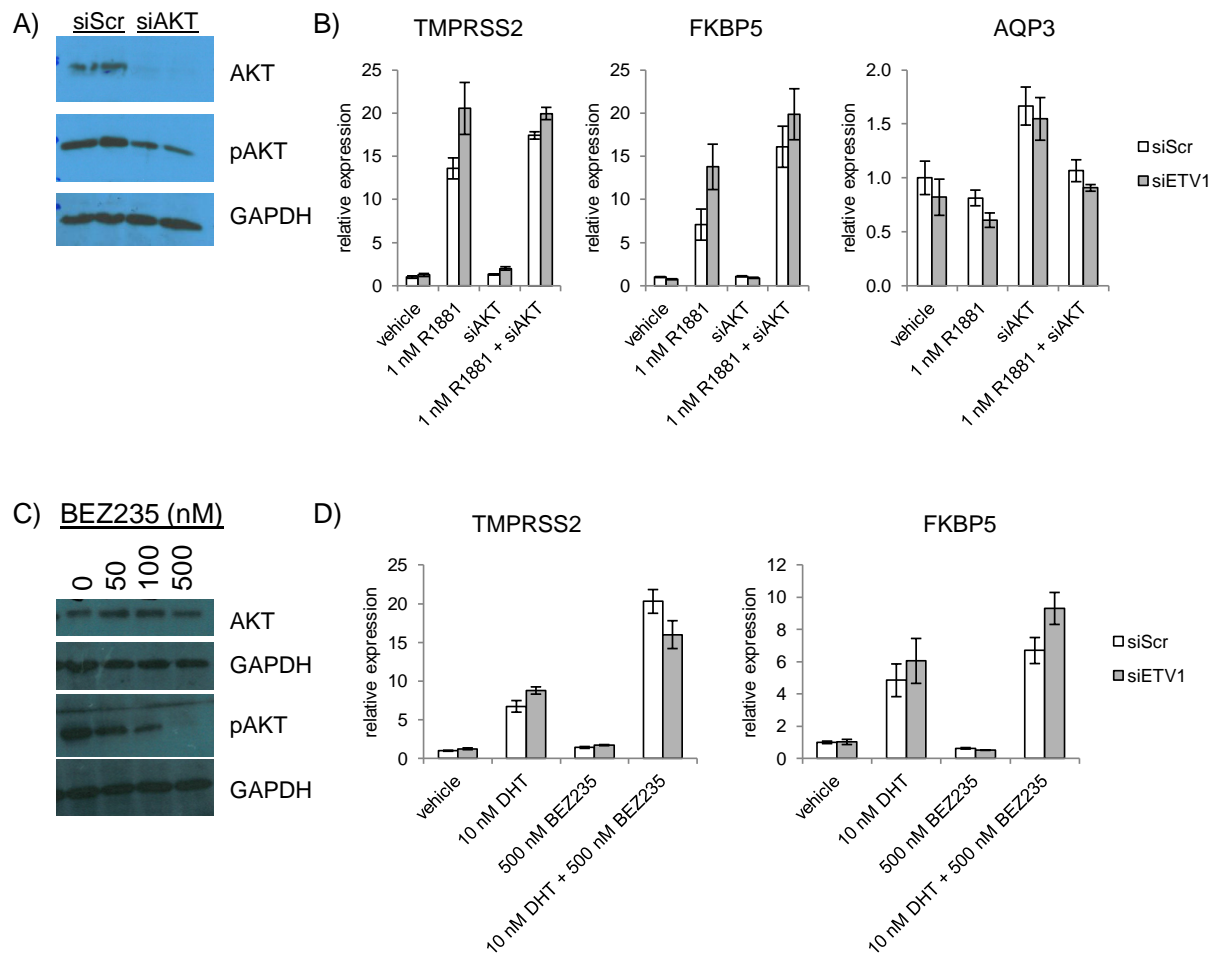 A)
siScr siAKT
AKT
pAKT
GAPDH
B)
TMPRSS2
relative expression
25
20
15
10
5
0
vehicle
1 nM R1881
siAKT
1 nM R1881 + siAKT
FKBP5
relative expression
25
20
15
10
5
0
vehicle
1 nM R1881
siAKT
1 nM R1881 + siAKT
AQP3
relative expression
2.0
1.5
1.0
0.5
0.0
vehicle
1 nM R1881
siAKT
1 nM R1881 + siAKT
siScr
siETV1
C)
BEZ235 (nM)
0 50 100 500
AKT
GAPDH
pAKT
GAPDH
D)
TMPRSS2
relative expression
25
20
15
10
5
0
vehicle
10 nM DHT
500 nM BEZ235
10 nM DHT + 500 nM BEZ235
FKBP5
relative expression
12
10
8
6
4
2
0
vehicle
10 nM DHT
500 nM BEZ235
10 nM DHT + 500 nM BEZ235
siScr
siETV1